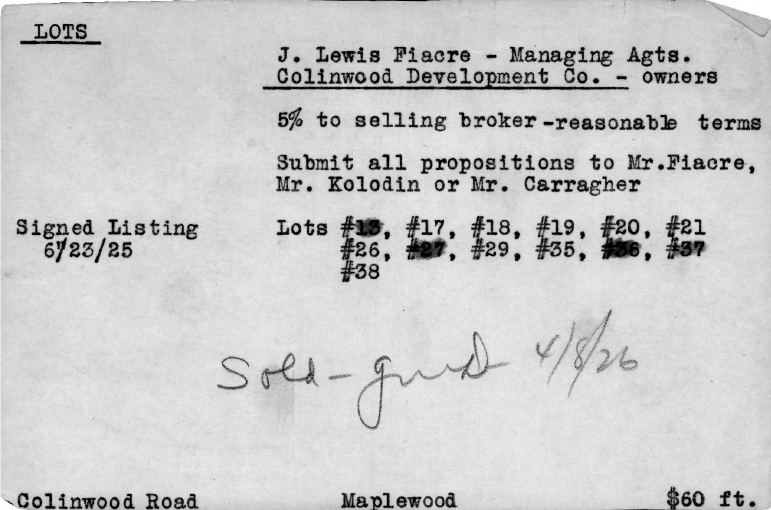 LOTS
J. Lewis Fiacre - Managing Agts.
Colinwood Development Co. - owners
5% to selling broker-reasonable terms
Submit all propositions to Mr.Fiacre,
Mr. Kolodin or Mr. Carragher
Signed Listing Lots #13, #17, #18, #19, #20, #21
6/23/25 #26, #27, #29, #35, #36, #37
#38
Sold - 4/8/26
Colinwood Road Maplewood $60 ft.